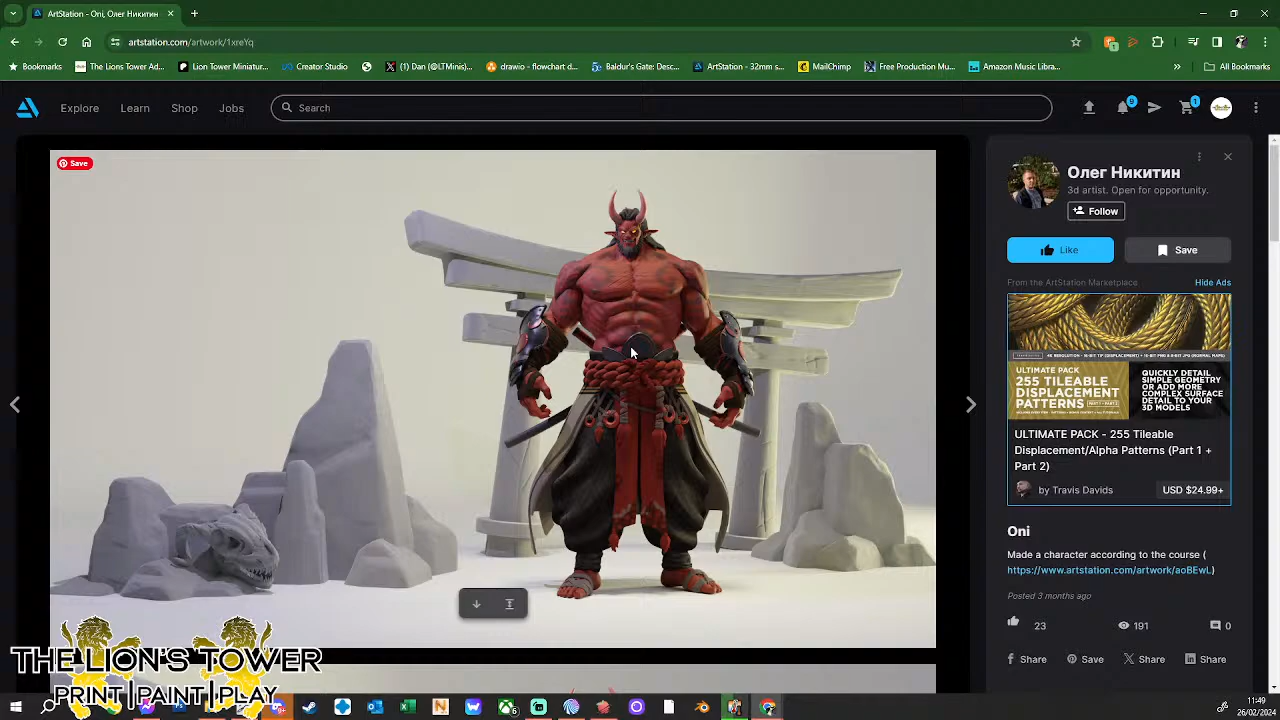 ArtStation - Oni, Олег Никитин
artstation.com/artwork/1xreYq
Bookmarks
The Lions Tower Ad...
Lion Tower Miniatur...
Creator Studio
(1) Dan (@LTMinis)...
drawio - flowchart d...
Baldur's Gate: Desc...
ArtStation - 32mm s...
MailChimp
Free Production Mu...
Amazon Music Libra...
All Bookmarks
Explore
Learn
Shop
Jobs
Search
9
1
Save
Олег Никитин
3d artist. Open for opportunity.
Follow
Like
Save
From the ArtStation Marketplace
Hide Ads
ULTIMATE PACK
255 TILEABLE
DISPLACEMENT
PATTERNS
QUICKLY DETAIL
SIMPLE GEOMETRY
OR ADD MORE
COMPLEX SURFACE
DETAIL TO YOUR
3D MODELS
ULTIMATE PACK - 255 Tileable
Displacement/Alpha Patterns (Part 1 +
Part 2)
by Travis Davids
USD $24.99+
Oni
Made a character according to the course (
https://www.artstation.com/artwork/aoBEwL)
Posted 3 months ago
23
191
0
Share
Save
Share
Share
THE LION'S TOWER
PRINT|PAINT|PLAY
11:49
26/02/2024